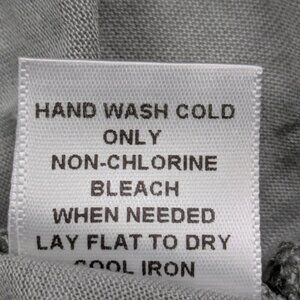 HAND WASH COLD
ONLY
NON-CHLORINE
BLEACH
WHEN NEEDED
LAY FLAT TO DRY
COOL IRON